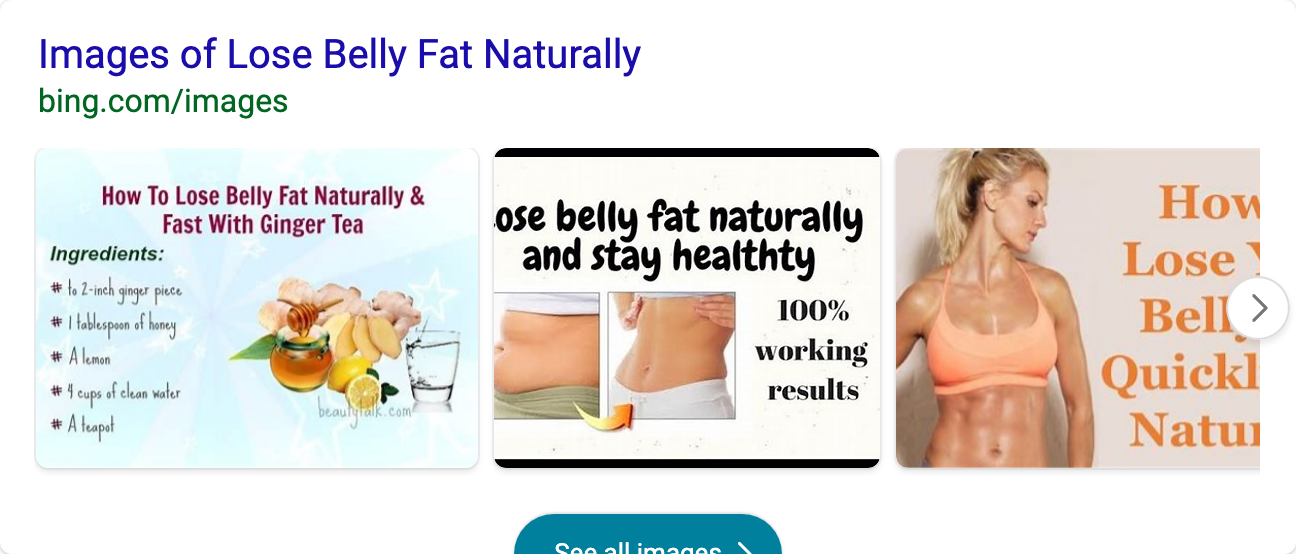 Images of Lose Belly Fat Naturally
bing.com/images
How To Lose Belly Fat Naturally &
Fast With Ginger Tea
Ingredients:
# to 2-inch ginger piece
# 1 tablespoon of honey
# A lemon
# 4 cups of clean water
# A teapot
beautytalk.com
ose belly fat naturally
and stay healthty
100%
working
results
How
Lose
Belly
Quickl
Natur
See all images